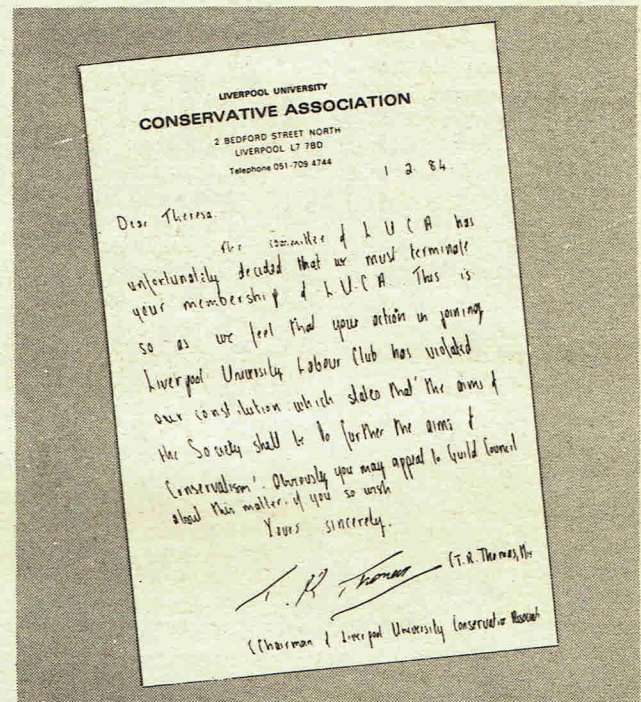 LIVERPOOL UNIVERSITY
CONSERVATIVE ASSOCIATION
2 BEDFORD STREET NORTH
LIVERPOOL L7 7BD
Telephone 051-709 4744
1 2 84.
Dear Theresa.
The committee of L U C A has
unfortunately decided that we must terminate
your membership of L U.C A. This is
so as we feel that your action in joining
Liverpool University Labour Club has violated
our constitution which states that 'the aims of
the Society shall be to further the aims of
Conservatism'. Obviously you may appeal to Guild Council
about this matter, if you so wish
Yours sincerely.
T. R Thomas
(T.R. Thomas,
(Chairman of Liverpool University Conservative